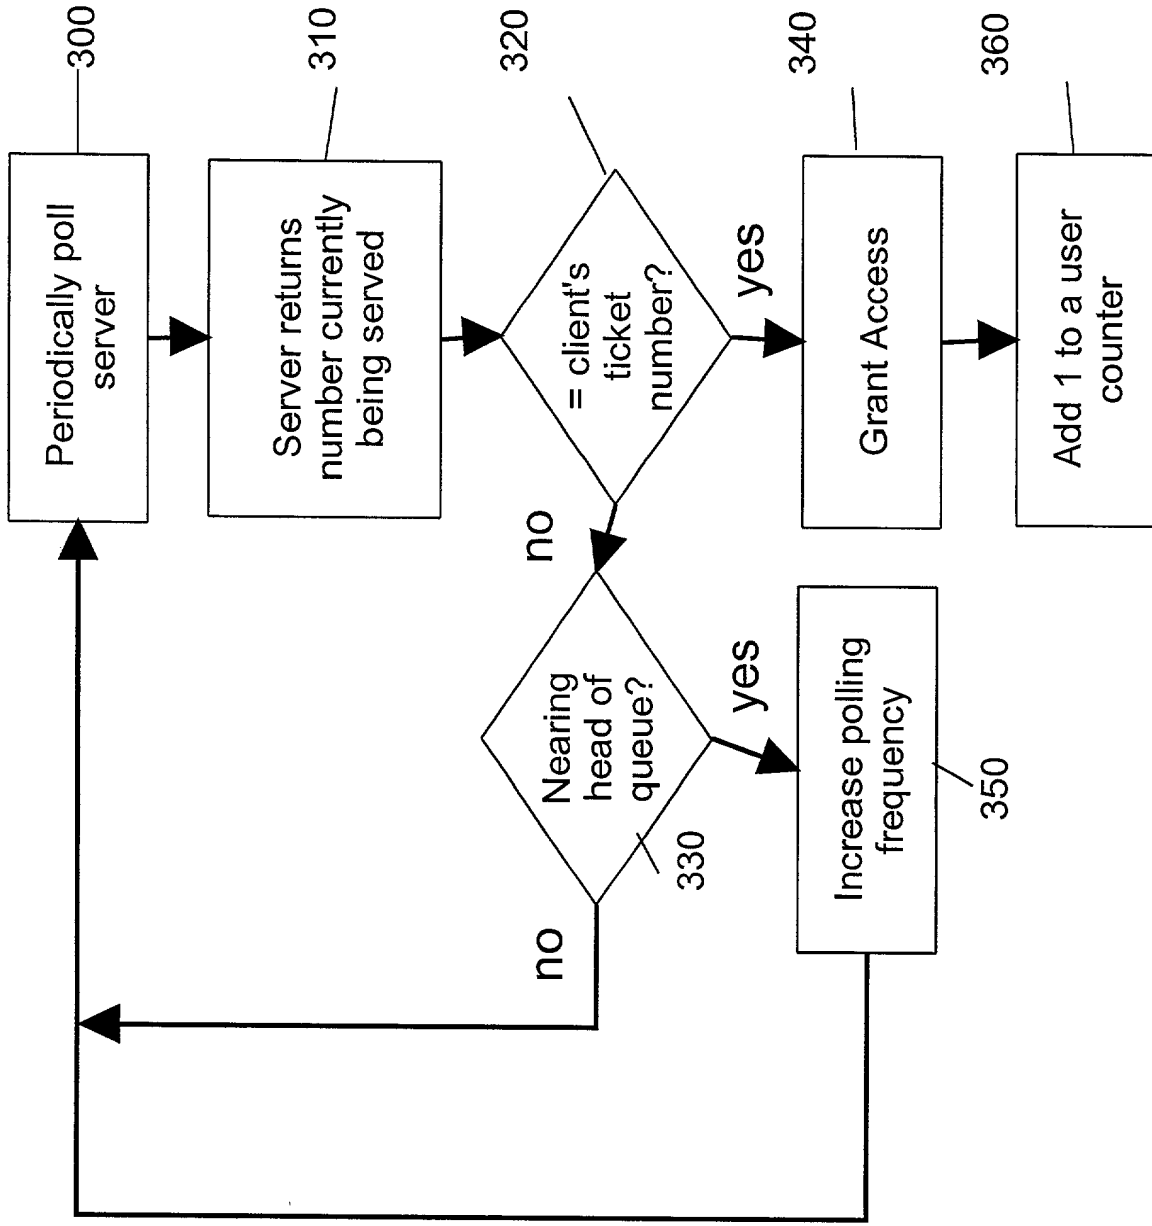 300
Periodically poll
server
310
Server returns
number currently
being served
320
= client's
ticket
number?
yes
no
340
Grant Access
360
Add 1 to a user
counter
Nearing
head of
queue?
330
yes
no
Increase polling
frequency
350